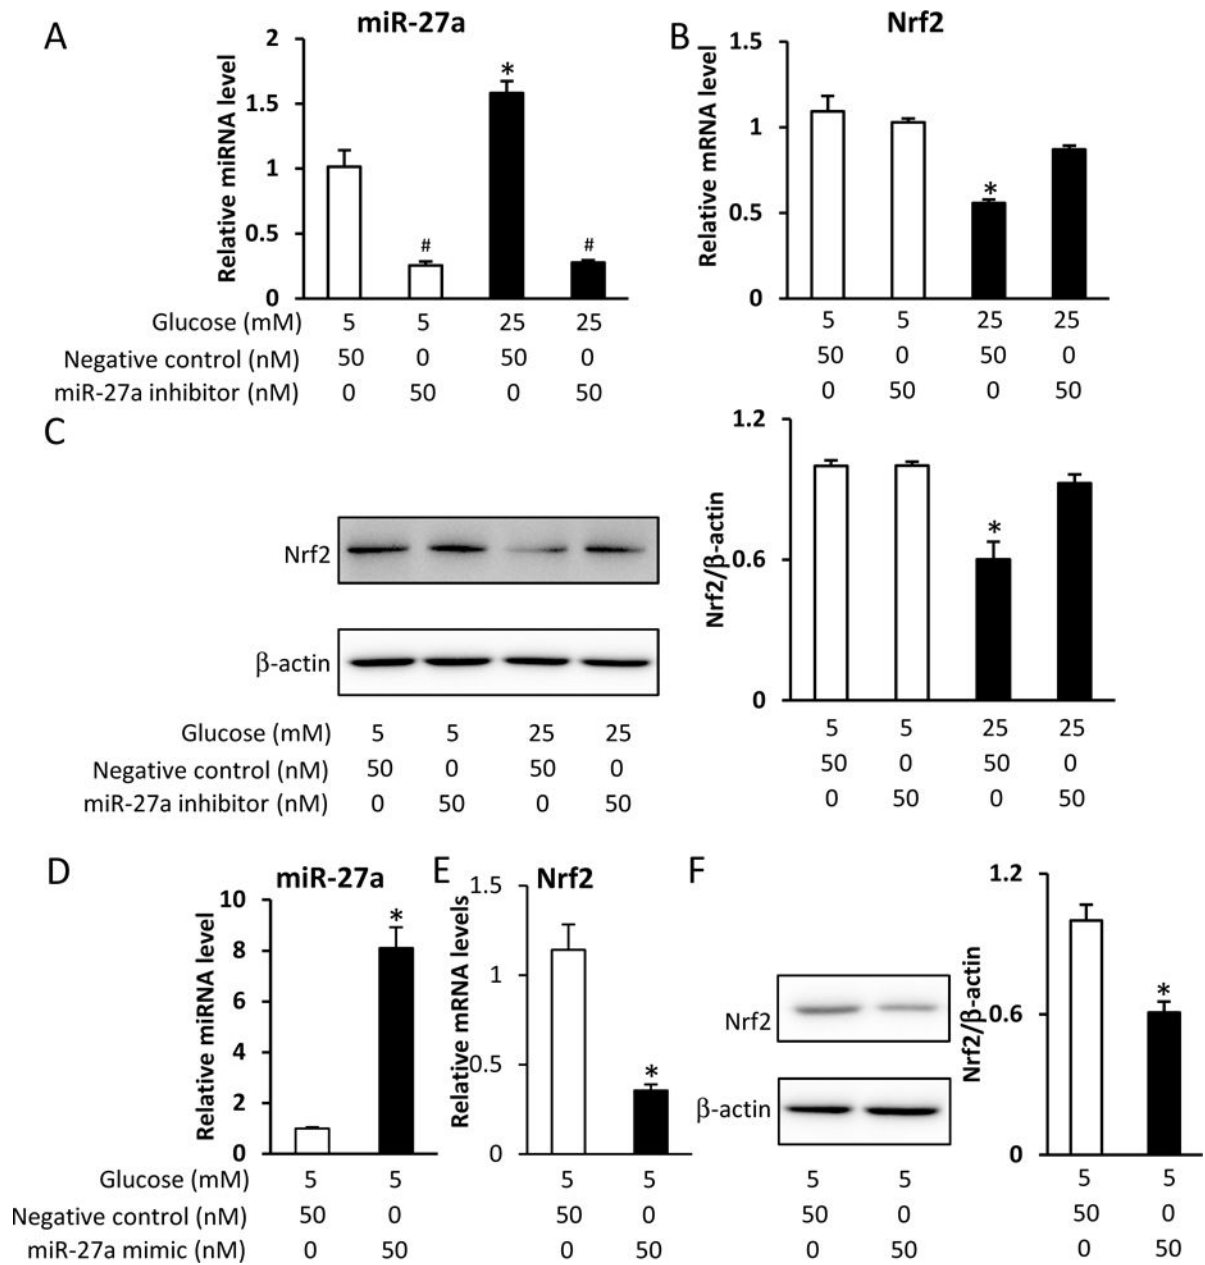 A
miR-27a
Relative miRNA level
2
1.5
1
0.5
0
*
#
#
Glucose (mM) 5 5 25 25
Negative control (nM) 50 0 50 0
miR-27a inhibitor (nM) 0 50 0 50
B
Nrf2
Relative mRNA level
1.5
1
0.5
0
*
5 5 25 25
50 0 50 0
0 50 0 50
C
Nrf2
β-actin
Glucose (mM) 5 5 25 25
Negative control (nM) 50 0 50 0
miR-27a inhibitor (nM) 0 50 0 50
Nrf2/β-actin
1.2
0.6
0
*
5 5 25 25
50 0 50 0
0 50 0 50
D
miR-27a
Relative miRNA level
10
8
6
4
2
0
*
Glucose (mM) 5 5
Negative control (nM) 50 0
miR-27a mimic (nM) 0 50
E
Nrf2
Relative mRNA levels
1.5
1
0.5
0
*
5 5
50 0
0 50
F
Nrf2
β-actin
5 5
50 0
0 50
Nrf2/β-actin
1.2
0.6
0
*
5 5
50 0
0 50